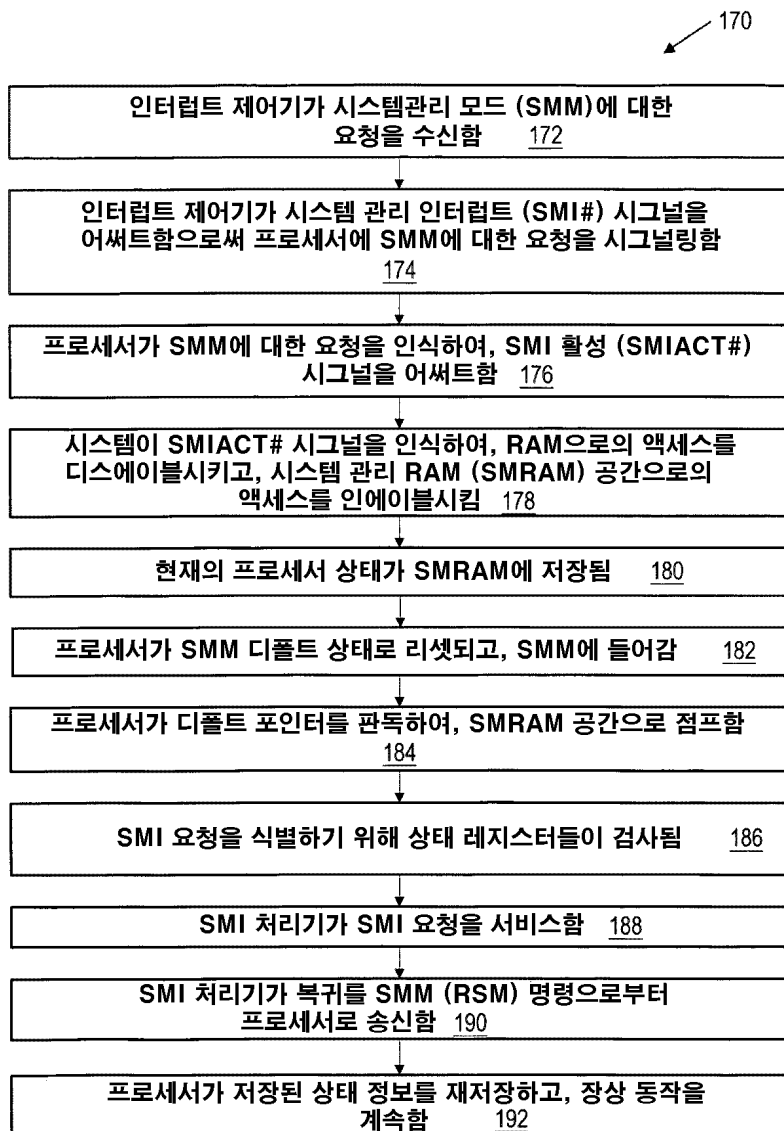 170
인터럽트 제어기가 시스템관리 모드 (SMM)에 대한
요청을 수신함 172
인터럽트 제어기가 시스템 관리 인터럽트 (SMI#) 시그널을
어써트함으로써 프로세서에 SMM에 대한 요청을 시그널링함
174
프로세서가 SMM에 대한 요청을 인식하여, SMI 활성 (SMIACT#)
시그널을 어써트함 176
시스템이 SMIACT# 시그널을 인식하여, RAM으로의 액세스를
디스에이블시키고, 시스템 관리 RAM (SMRAM) 공간으로의
액세스를 인에이블시킴 178
현재의 프로세서 상태가 SMRAM에 저장됨 180
프로세서가 SMM 디폴트 상태로 리셋되고, SMM에 들어감 182
프로세서가 디폴트 포인터를 판독하여, SMRAM 공간으로 점프함
184
SMI 요청을 식별하기 위해 상태 레지스터들이 검사됨 186
SMI 처리기가 SMI 요청을 서비스함 188
SMI 처리기가 복귀를 SMM (RSM) 명령으로부터
프로세서로 송신함 190
프로세서가 저장된 상태 정보를 재저장하고, 장상 동작을
계속함 192